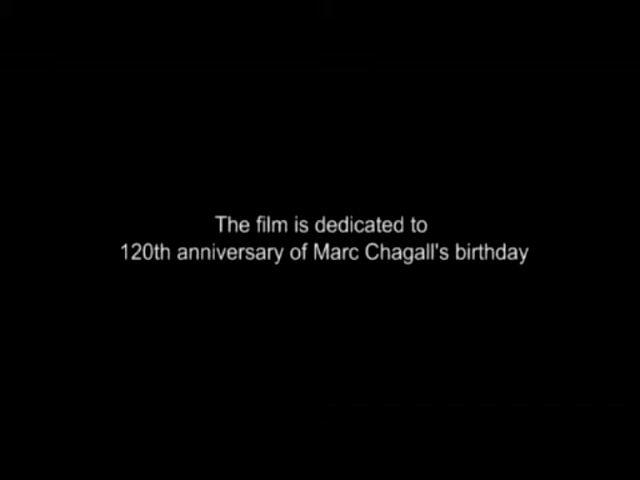 The film is dedicated to
120th anniversary of Marc Chagall's birthday